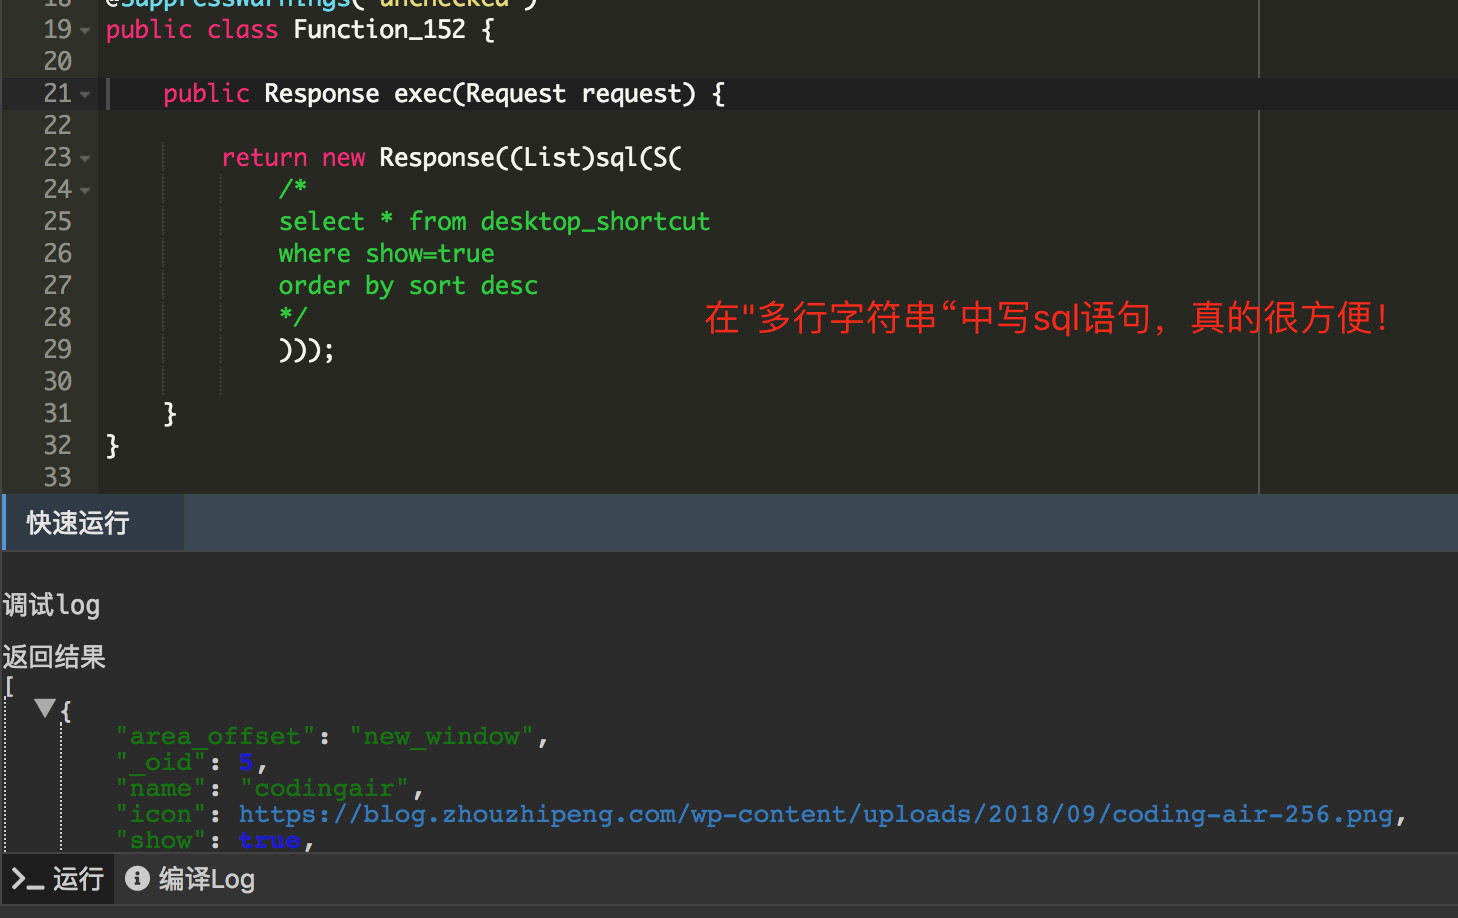 18 @SuppressWarnings("unchecked")
19 public class Function_152 {
20
21 public Response exec(Request request) {
22
23 return new Response((List)sql(S(
24 /*
25 select * from desktop_shortcut
26 where show=true
27 order by sort desc
28 */
在"多行字符串“中写sql语句，真的很方便！
29 )));
30
31 }
32 }
33
快速运行
调试log
返回结果
[
{
"area_offset": "new_window",
"_oid": 5,
"name": "codingair",
"icon": https://blog.zhouzhipeng.com/wp-content/uploads/2018/09/coding-air-256.png,
"show": true,
>_ 运行 编译Log